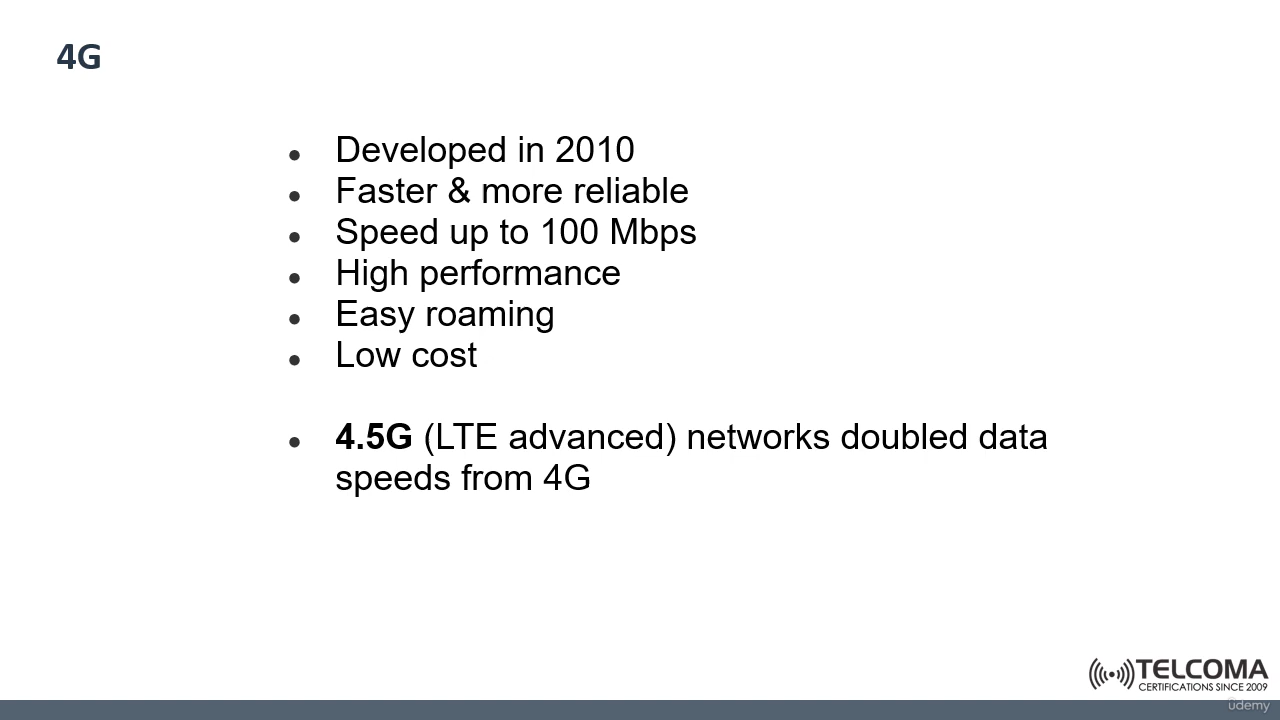 4G
● Developed in 2010
● Faster & more reliable
● Speed up to 100 Mbps
● High performance
● Easy roaming
● Low cost
● 4.5G (LTE advanced) networks doubled data
speeds from 4G
TELCOMA
CERTIFICATIONS SINCE 2009
udemy